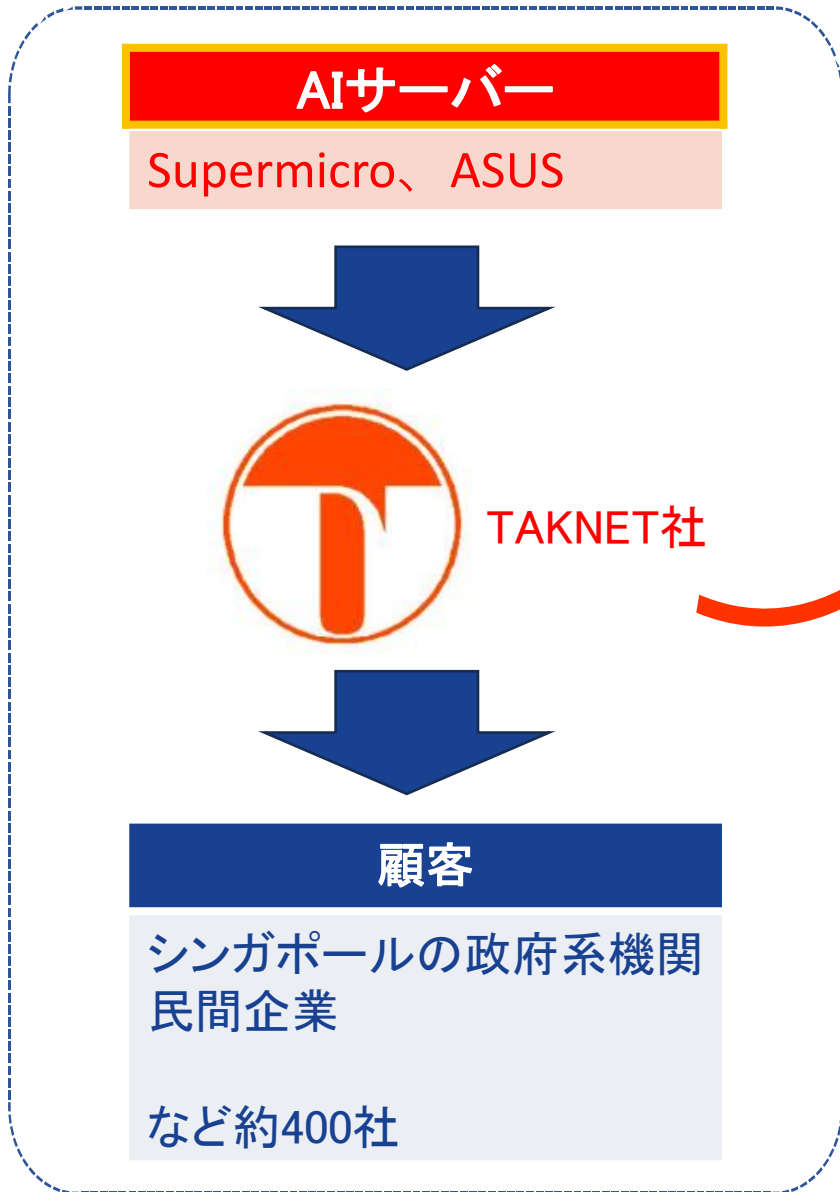 AIサーバー
Supermicro、 ASUS
TAKNET社
顧客
シンガポールの政府系機関
民間企業
など約400社